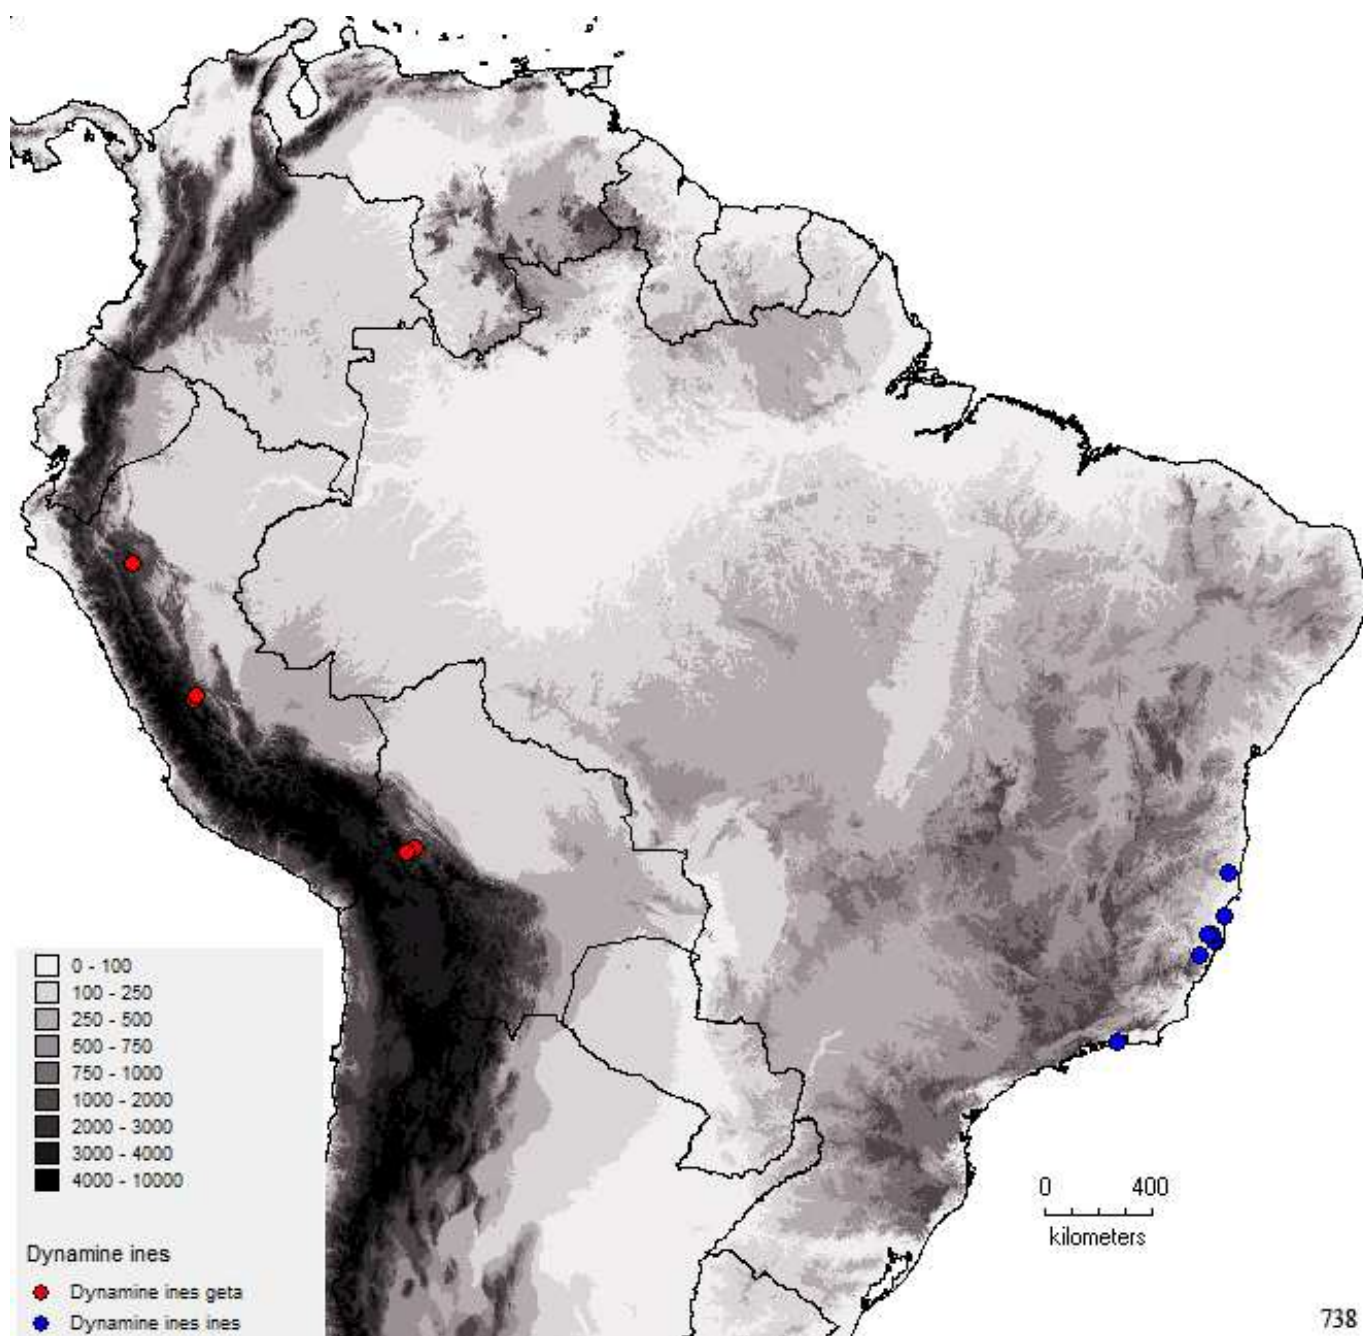 0 - 100
100 - 250
250 - 500
500 - 750
750 - 1000
1000 - 2000
2000 - 3000
3000 - 4000
4000 - 10000
Dynamine ines
Dynamine ines geta
Dynamine ines ines
0 400
kilometers
738